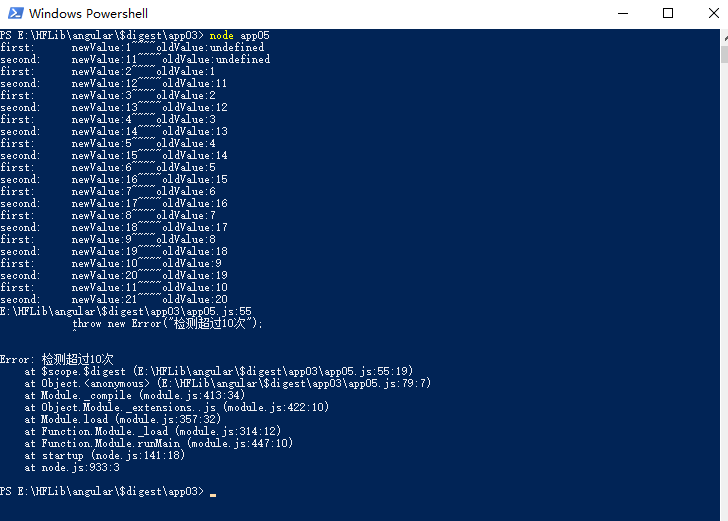 Windows Powershell
PS E:\HFLib\angular\$digest\app03> node app05
first:      newValue:1~~~~oldValue:undefined
second:     newValue:11~~~~oldValue:undefined
first:      newValue:2~~~~oldValue:1
second:     newValue:12~~~~oldValue:11
first:      newValue:3~~~~oldValue:2
second:     newValue:13~~~~oldValue:12
first:      newValue:4~~~~oldValue:3
second:     newValue:14~~~~oldValue:13
first:      newValue:5~~~~oldValue:4
second:     newValue:15~~~~oldValue:14
first:      newValue:6~~~~oldValue:5
second:     newValue:16~~~~oldValue:15
first:      newValue:7~~~~oldValue:6
second:     newValue:17~~~~oldValue:16
first:      newValue:8~~~~oldValue:7
second:     newValue:18~~~~oldValue:17
first:      newValue:9~~~~oldValue:8
second:     newValue:19~~~~oldValue:18
first:      newValue:10~~~~oldValue:9
second:     newValue:20~~~~oldValue:19
first:      newValue:11~~~~oldValue:10
second:     newValue:21~~~~oldValue:20
E:\HFLib\angular\$digest\app03\app05.js:55
            throw new Error("检测超过10次");
            ^
Error: 检测超过10次
    at $scope.$digest (E:\HFLib\angular\$digest\app03\app05.js:55:19)
    at Object.<anonymous> (E:\HFLib\angular\$digest\app03\app05.js:79:7)
    at Module._compile (module.js:413:34)
    at Object.Module._extensions..js (module.js:422:10)
    at Module.load (module.js:357:32)
    at Function.Module._load (module.js:314:12)
    at Function.Module.runMain (module.js:447:10)
    at startup (node.js:141:18)
    at node.js:933:3
PS E:\HFLib\angular\$digest\app03> _